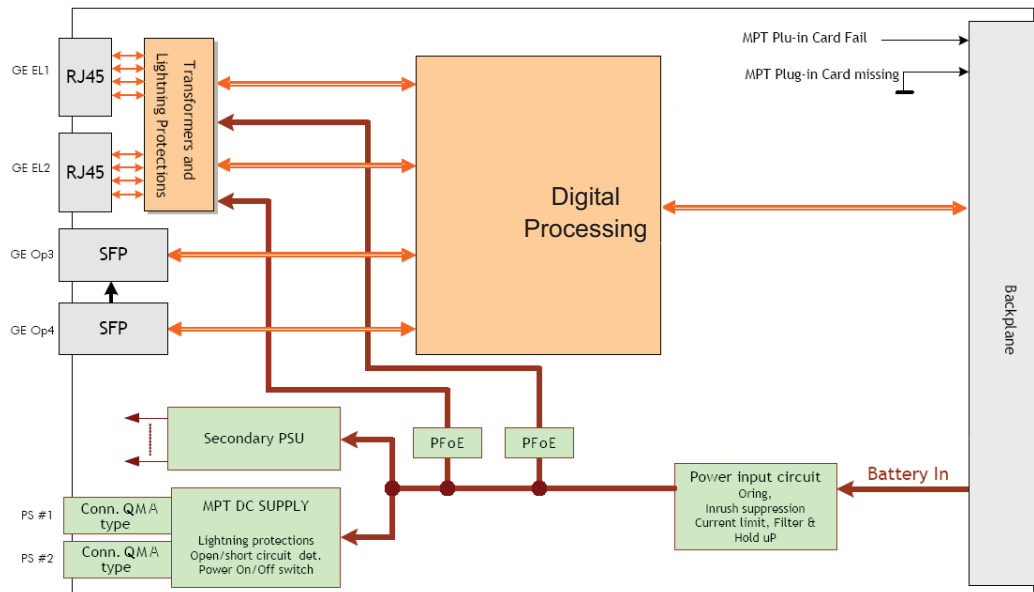 GE EL1
RJ45
GE EL2
RJ45
GE Op3
SFP
GE Op4
SFP
Transformers and
Lightning Protections
Digital
Processing
MPT Plu-in Card Fail
MPT Plug-in Card missing
Backplane
Secondary PSU
PFoE
PFoE
Battery In
Power input circuit
Oring,
Inrush suppression
Current limit, Filter &
Hold uP
PS #1
Conn. QMA
type
PS #2
Conn. QMA
type
MPT DC SUPPLY
Lightning protections
Open/short circuit det.
Power On/Off switch